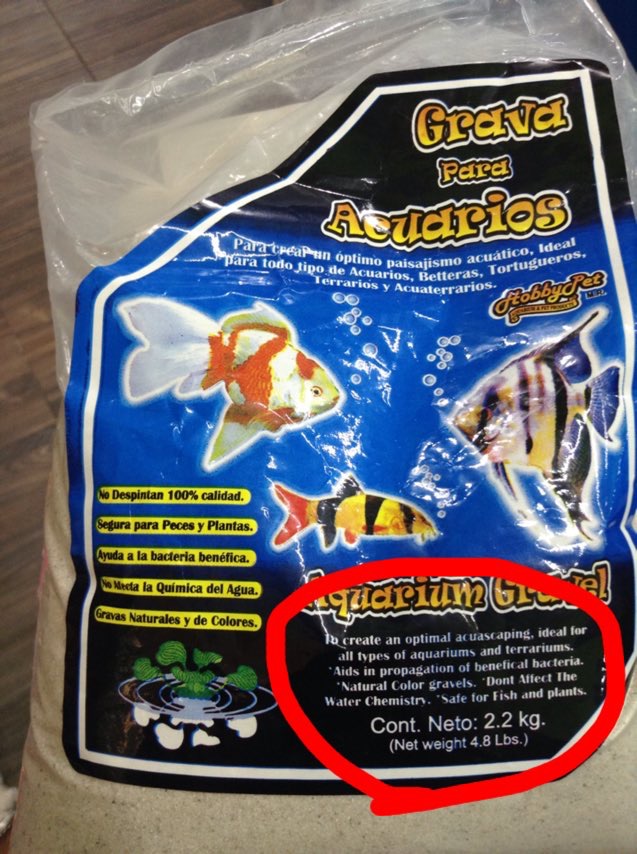 Grava
Para
Acuarios
Para crear un óptimo paisajismo acuático, Ideal
para todo tipo de Acuarios, Betteras, Tortugueros,
Terrarios y Acuaterrarios.
HobbyPet
M.R.
No Despintan 100% calidad.
Segura para Peces y Plantas.
Ayuda a la bacteria benéfica.
No Afecta la Química del Agua.
Gravas Naturales y de Colores.
Aquarium Gravel
To create an optimal acuascaping, ideal for
all types of aquariums and terrariums.
*Aids in propagation of benefical bacteria.
*Natural Color gravels. *Dont Affect The
Water Chemistry. *Safe for Fish and plants.
Cont. Neto: 2.2 kg.
(Net weight 4.8 Lbs.)